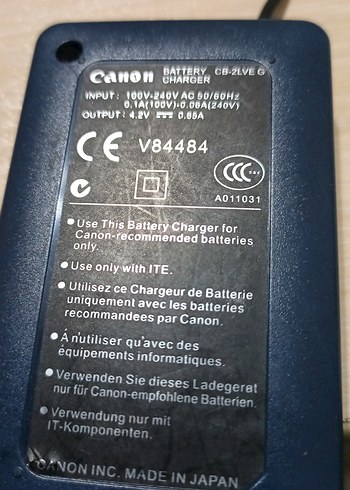 Canon BATTERY CHARGER CB-2LVE G
INPUT: 100V-240V AC 50/60Hz
0.1A(100V)-0.06A(240V)
OUTPUT: 4.2V ⎓ 0.65A
CE V84484
CCC
A011031
• Use This Battery Charger for
Canon-recommended batteries
only.
• Use only with ITE.
• Utilisez ce Chargeur de Batterie
uniquement avec les batteries
recommandees par Canon.
• À n'utiliser qu'avec des
équipements informatiques.
• Verwenden Sie dieses Ladegerat
nur für Canon-empfohlene Batterien.
• Verwendung nur mit
IT-Komponenten.
CANON INC. MADE IN JAPAN